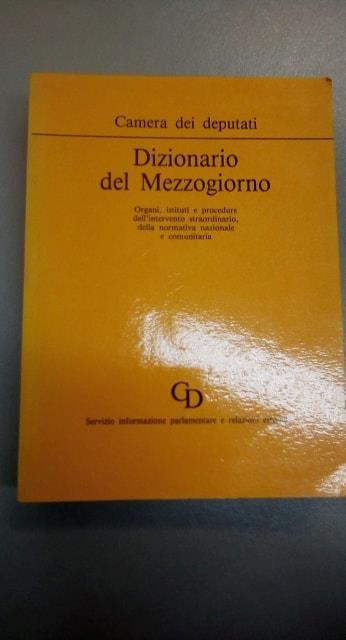 Camera dei deputati
Dizionario
del Mezzogiorno
Organi, istituti e procedure
dell'intervento straordinario,
della normativa nazionale
e comunitaria
CD
Servizio informazione parlamentare e relazioni